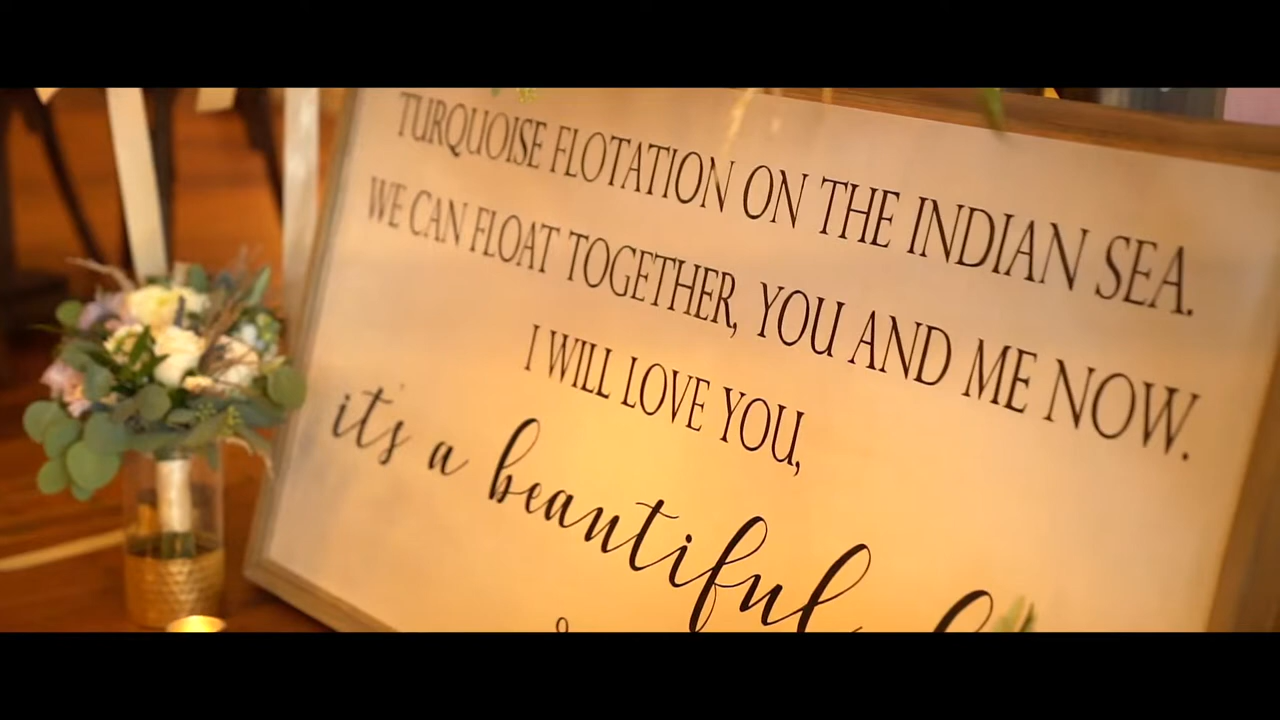 TURQUOISE FLOTATION ON THE INDIAN SEA.
WE CAN FLOAT TOGETHER, YOU AND ME NOW.
I WILL LOVE YOU,
it's a beautiful